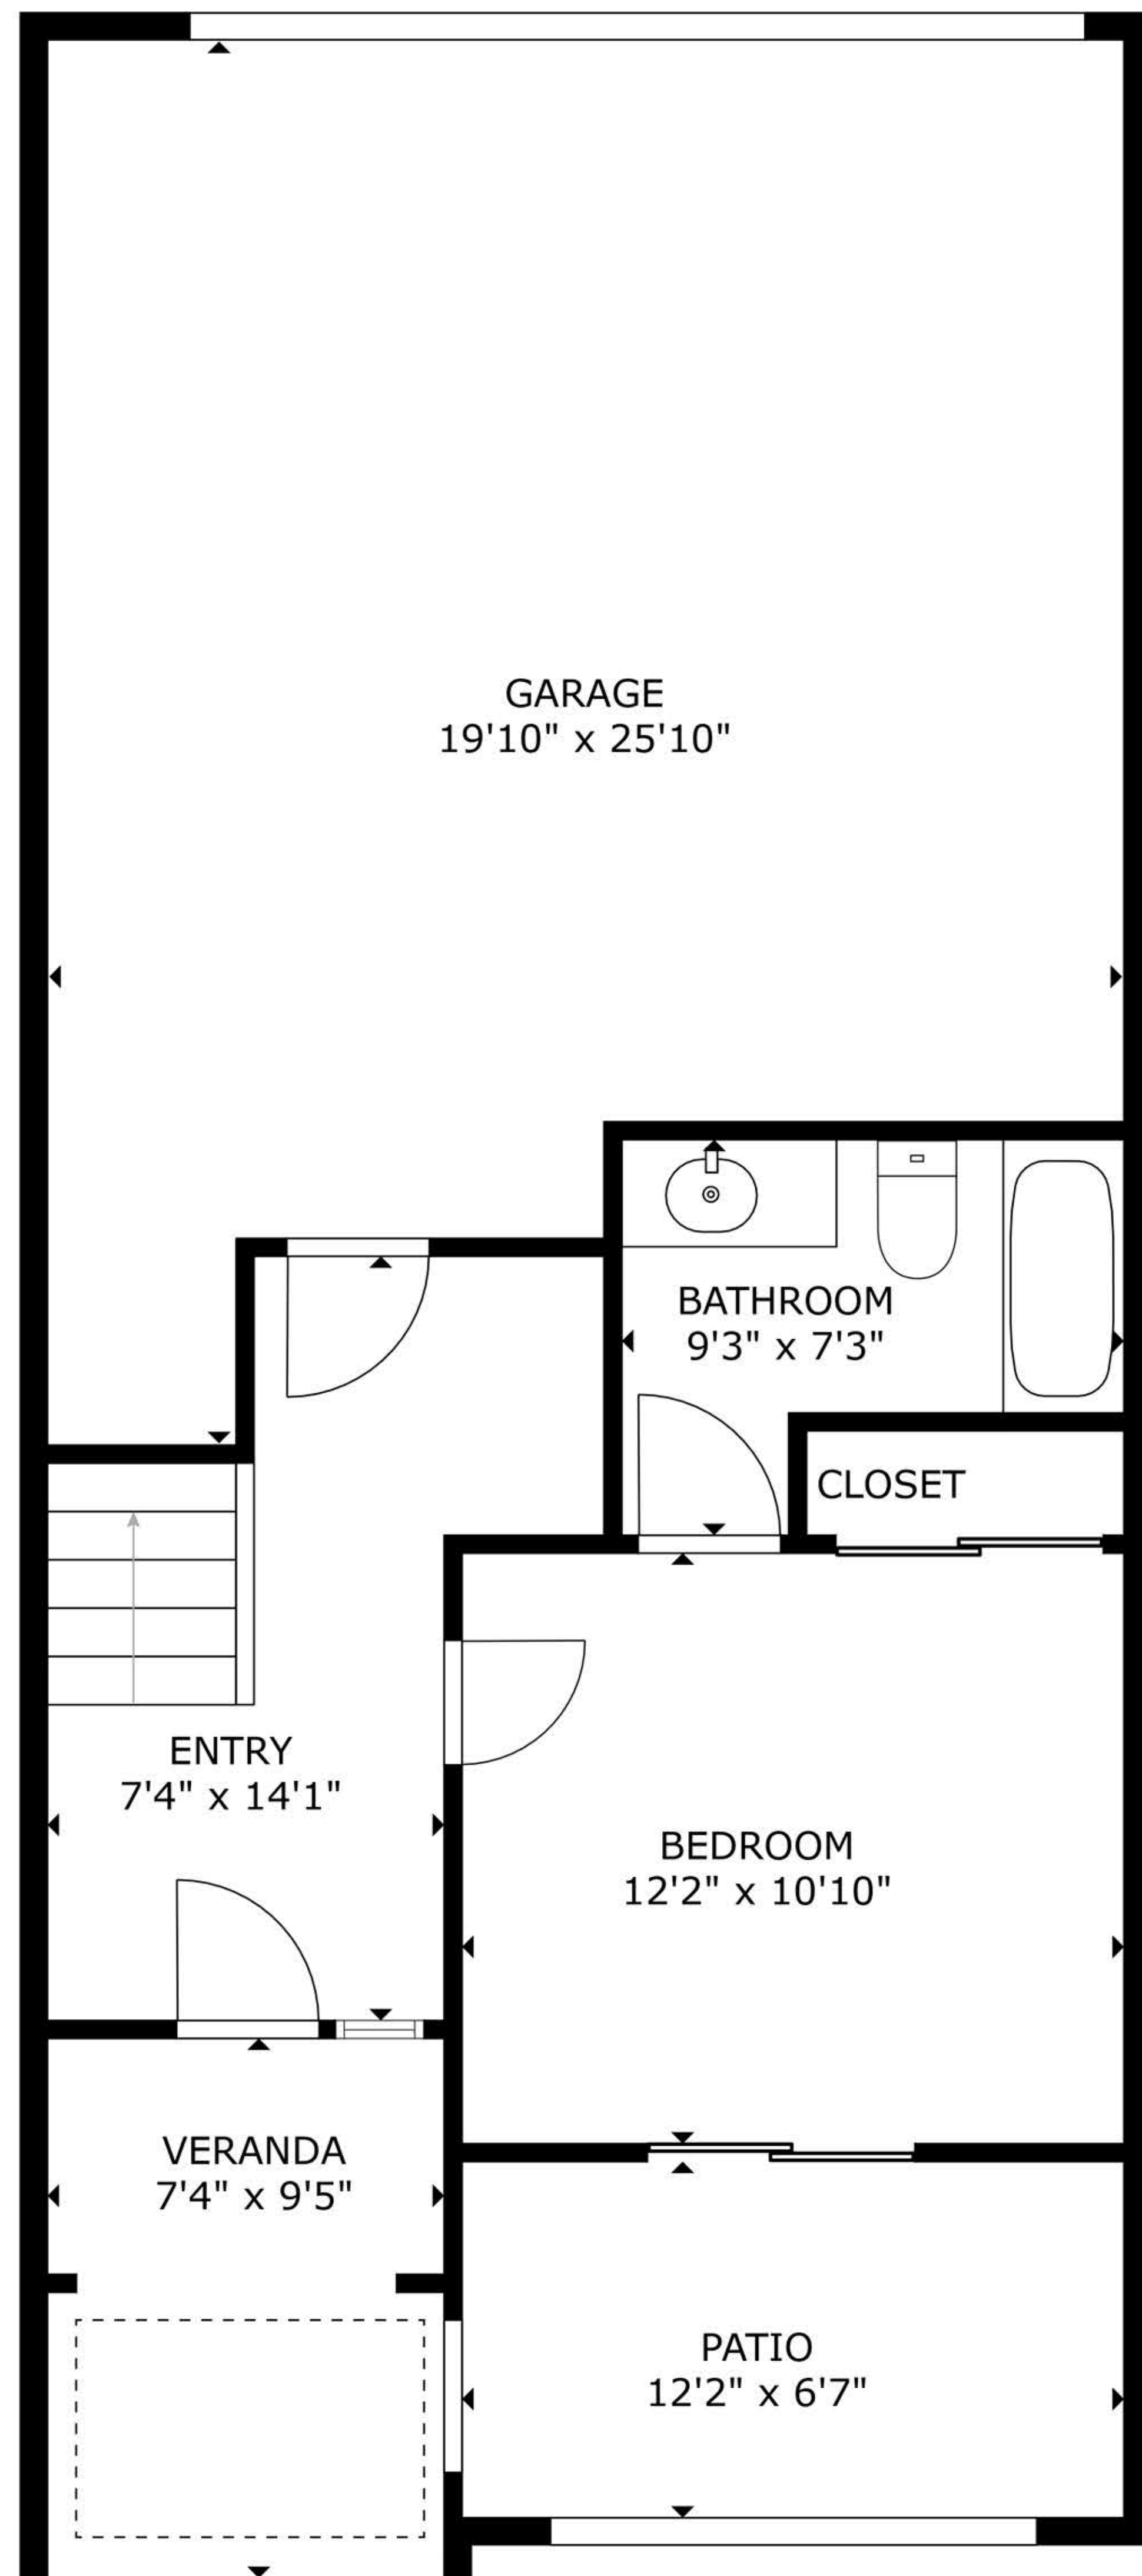 GARAGE
19'10" x 25'10"
BATHROOM
9'3" x 7'3"
CLOSET
ENTRY
7'4" x 14'1"
BEDROOM
12'2" x 10'10"
VERANDA
7'4" x 9'5"
PATIO
12'2" x 6'7"